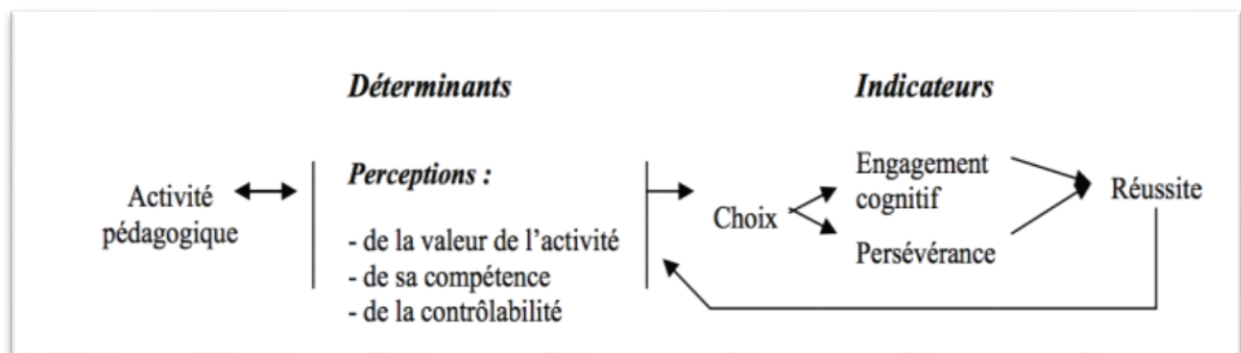 Déterminants
Indicateurs
Activité
pédagogique
Perceptions :
- de la valeur de l'activité
- de sa compétence
- de la contrôlabilité
Choix
Engagement
cognitif
Persévérance
Réussite